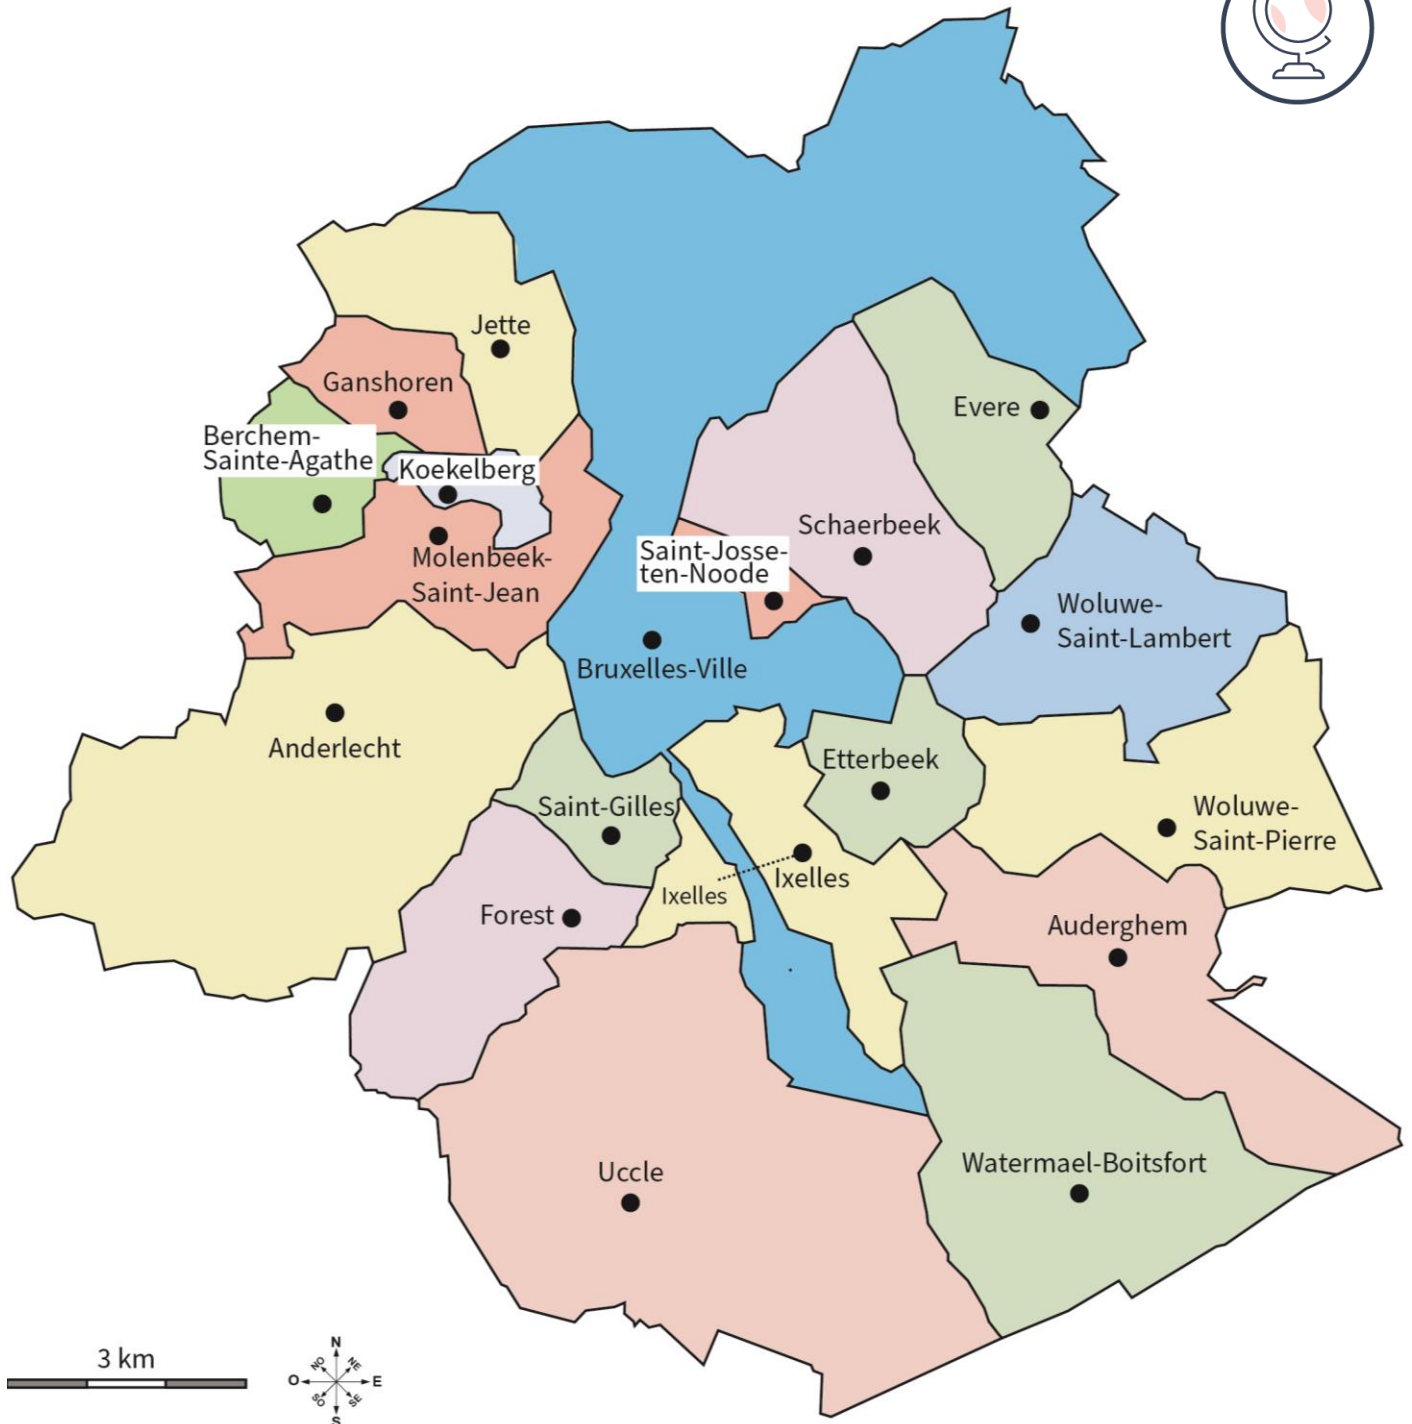 Jette
Ganshoren
Evere
Berchem-
Sainte-Agathe
Koekelberg
Schaerbeek
Saint-Josse-
ten-Noode
Molenbeek-
Saint-Jean
Woluwe-
Saint-Lambert
Bruxelles-Ville
Anderlecht
Etterbeek
Saint-Gilles
Woluwe-
Saint-Pierre
Ixelles
Ixelles
Forest
Auderghem
Watermael-Boitsfort
Uccle
3 km
N
NO
NE
O
E
SO
SE
S